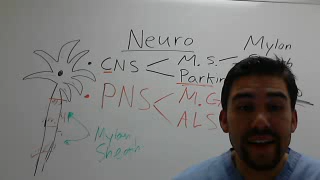 Neuro
Mylon
• CNS < M.S.
Parkin
• PNS < M.G
ALS
Mylon
Sheath